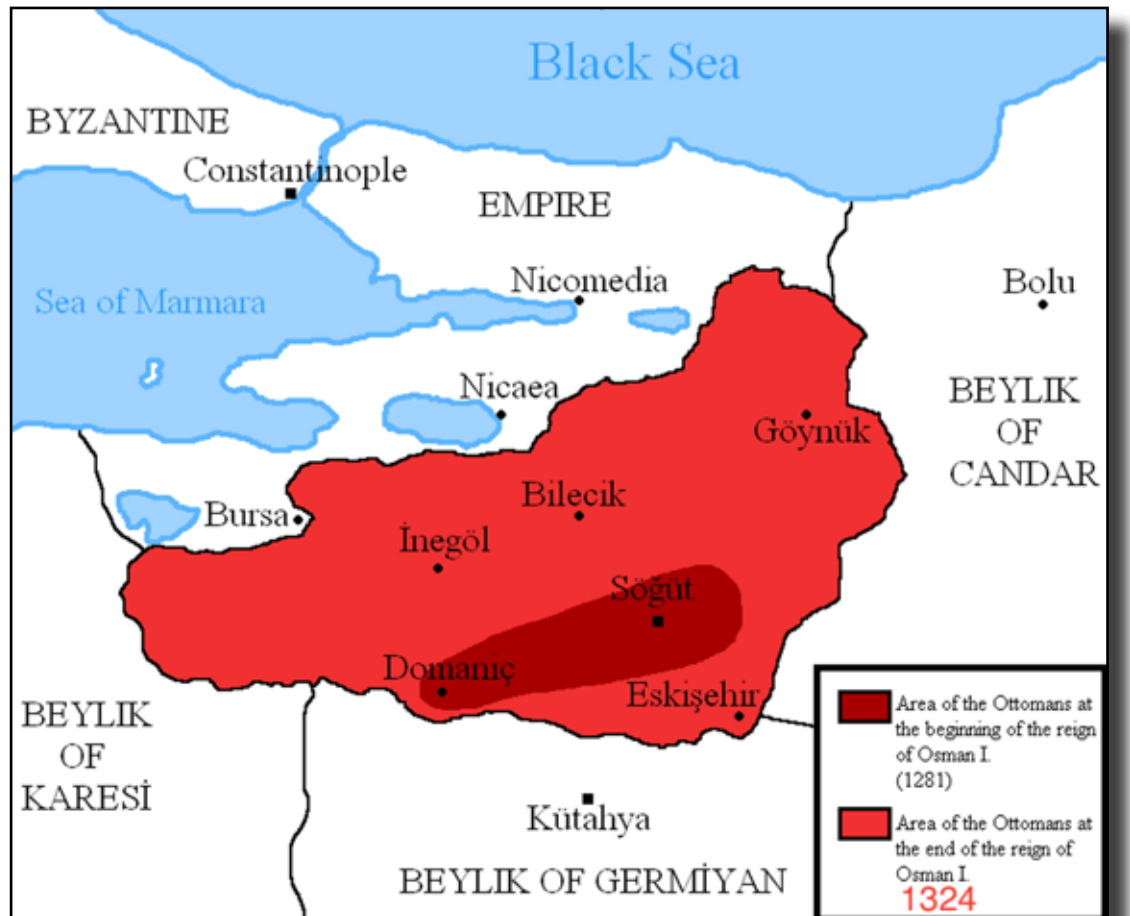 Black Sea
BYZANTINE
Constantinople
EMPIRE
Nicomedia
Bolu
Sea of Marmara
Nicaea
BEYLIK
OF
CANDAR
Göynük
Bursa
Bilecik
İnegöl
Söğüt
Domaniç
Eskişehir
BEYLIK
OF
KARESİ
Kütahya
BEYLIK OF GERMİYAN
Area of the Ottomans at
the beginning of the reign
of Osman I.
(1281)
Area of the Ottomans at
the end of the reign of
Osman I.
1324